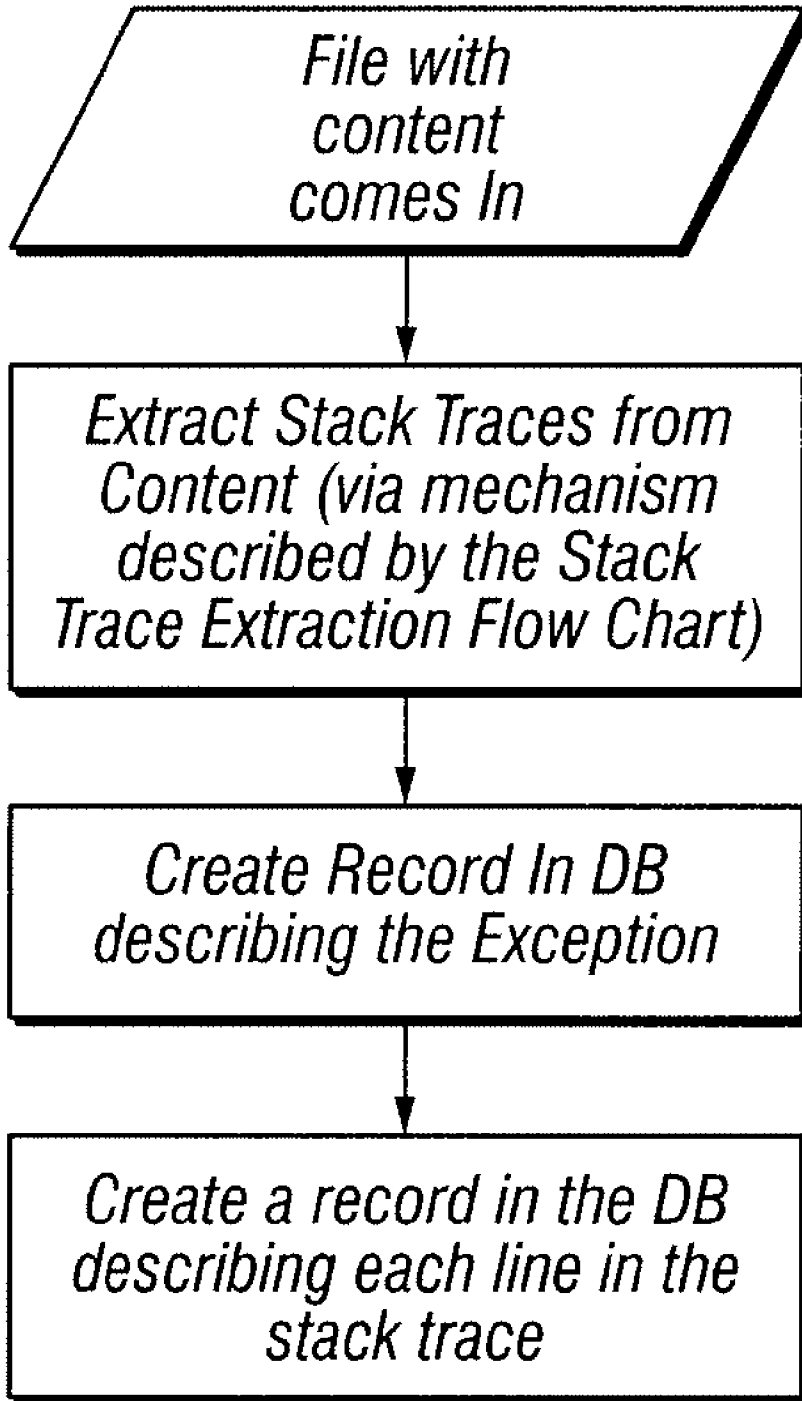 File with
content
comes In
Extract Stack Traces from
Content (via mechanism
described by the Stack
Trace Extraction Flow Chart)
Create Record In DB
describing the Exception
Create a record in the DB
describing each line in the
stack trace